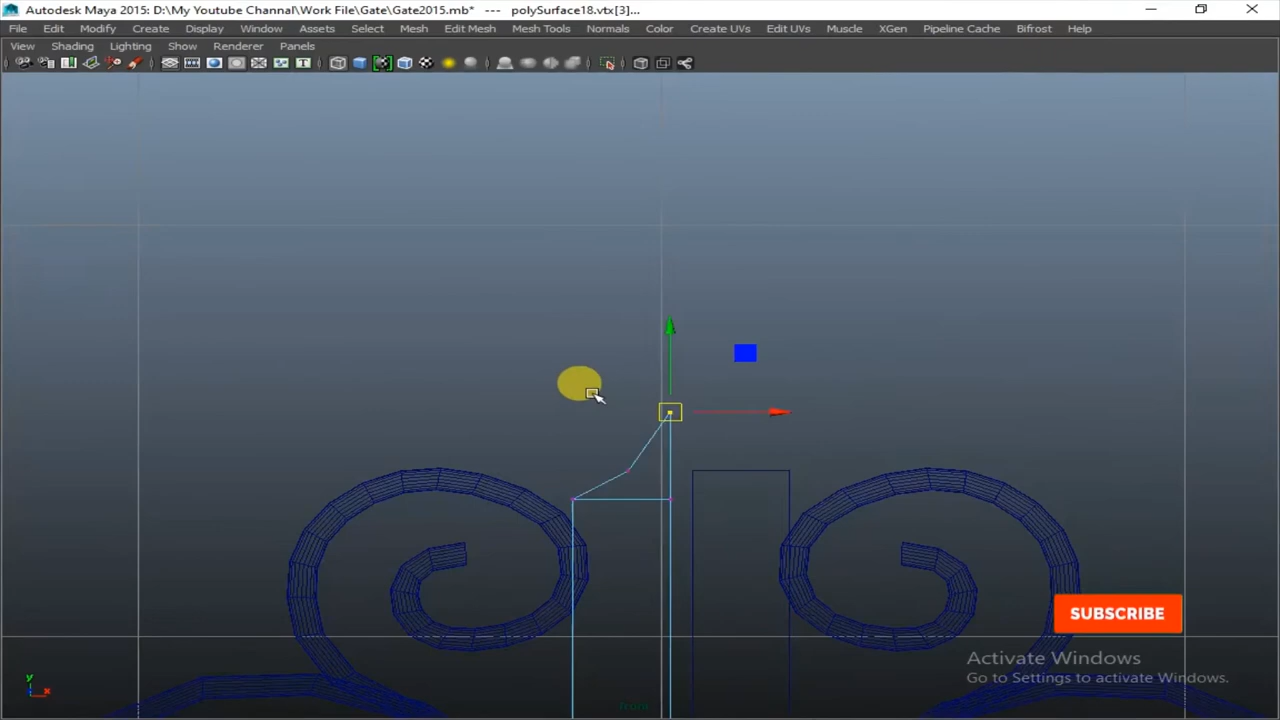 Autodesk Maya 2015: D:\My Youtube Channel\Work File\Gate\Gate2015.mb* --- polySurface18.vtx[3]...
File Edit Modify Create Display Window Assets Select Mesh Edit Mesh Mesh Tools Normals Color Create UVs Edit UVs Muscle XGen Pipeline Cache Bifrost Help
View Shading Lighting Show Renderer Panels
SUBSCRIBE
Activate Windows
Go to Settings to activate Windows.
y
x
front